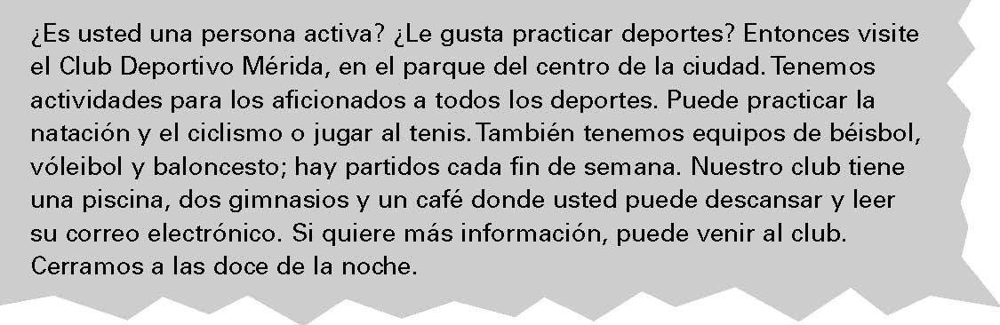 ¿Es usted una persona activa? ¿Le gusta practicar deportes? Entonces visite
el Club Deportivo Mérida, en el parque del centro de la ciudad. Tenemos
actividades para los aficionados a todos los deportes. Puede practicar la
natación y el ciclismo o jugar al tenis. También tenemos equipos de béisbol,
vóleibol y baloncesto; hay partidos cada fin de semana. Nuestro club tiene
una piscina, dos gimnasios y un café donde usted puede descansar y leer
su correo electrónico. Si quiere más información, puede venir al club.
Cerramos a las doce de la noche.